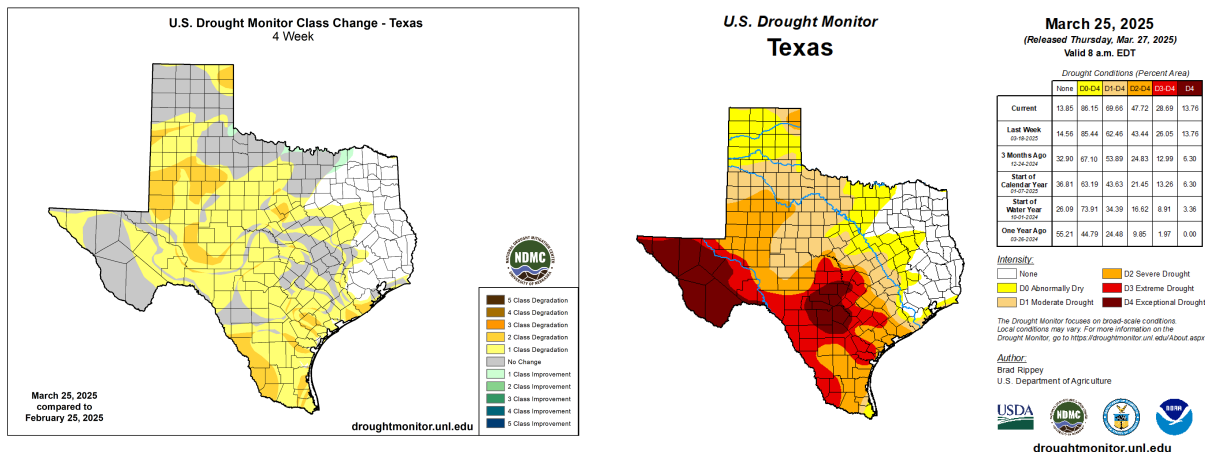 U.S. Drought Monitor Class Change - Texas
4 Week
NDMC
5 Class Degradation
4 Class Degradation
3 Class Degradation
2 Class Degradation
1 Class Degradation
No Change
1 Class Improvement
2 Class Improvement
3 Class Improvement
4 Class Improvement
5 Class Improvement
March 25, 2025
compared to
February 25, 2025
droughtmonitor.unl.edu
U.S. Drought Monitor
Texas
March 25, 2025
(Released Thursday, Mar. 27, 2025)
Valid 8 a.m. EDT
Drought Conditions (Percent Area)
None D0-D4 D1-D4 D2-D4 D3-D4 D4
Current 13.85 86.15 69.66 47.72 28.69 13.76
Last Week 14.56 85.44 62.46 43.44 26.05 13.76
03-18-2025
3 Months Ago 32.90 67.10 53.89 24.83 12.99 6.30
12-24-2024
Start of
Calendar Year 36.81 63.19 43.63 21.45 13.26 6.30
01-07-2025
Start of
Water Year 26.09 73.91 34.39 16.62 8.91 3.36
10-01-2024
One Year Ago 55.21 44.79 24.48 9.85 1.97 0.00
03-26-2024
Intensity:
None
D0 Abnormally Dry
D1 Moderate Drought
D2 Severe Drought
D3 Extreme Drought
D4 Exceptional Drought
The Drought Monitor focuses on broad-scale conditions.
Local conditions may vary. For more information on the
Drought Monitor, go to https://droughtmonitor.unl.edu/About.aspx
Author:
Brad Rippey
U.S. Department of Agriculture
USDA
NDMC
NOAA
droughtmonitor.unl.edu